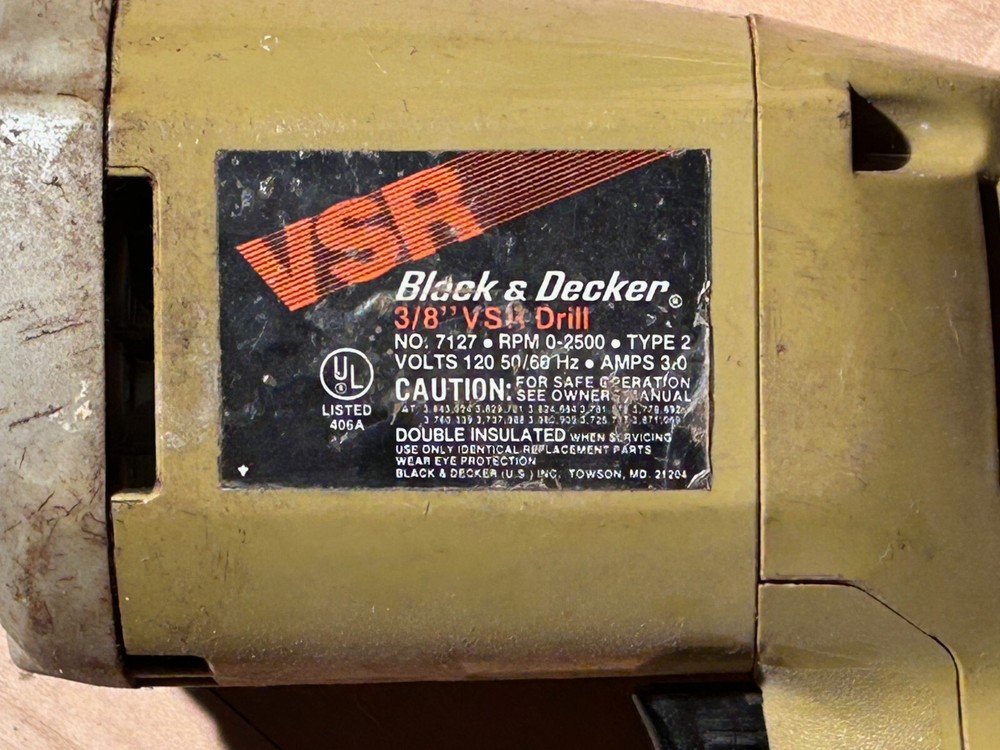 VSR
Black & Decker®
3/8" VSR Drill
NO. 7127 • RPM 0-2500 • TYPE 2
VOLTS 120 50/60 Hz • AMPS 3.0
CAUTION: FOR SAFE OPERATION
SEE OWNERS MANUAL
UL
®
LISTED
406A
DOUBLE INSULATED WHEN SERVICING
USE ONLY IDENTICAL REPLACEMENT PARTS
WEAR EYE PROTECTION
BLACK & DECKER (U.S.) INC. TOWSON, MD. 21204